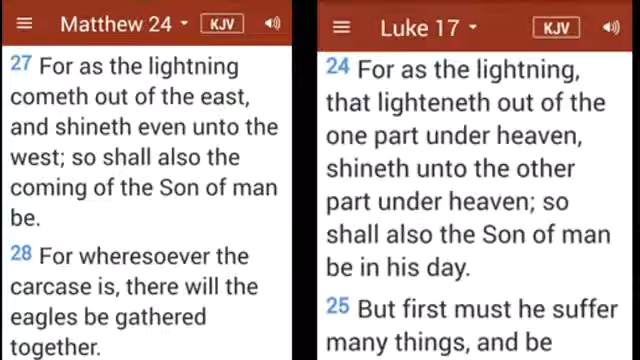 Matthew 24 KJV
27 For as the lightning
cometh out of the east,
and shineth even unto the
west; so shall also the
coming of the Son of man
be.
28 For wheresoever the
carcase is, there will the
eagles be gathered
together.
Luke 17 KJV
24 For as the lightning,
that lighteneth out of the
one part under heaven,
shineth unto the other
part under heaven; so
shall also the Son of man
be in his day.
25 But first must he suffer
many things, and be